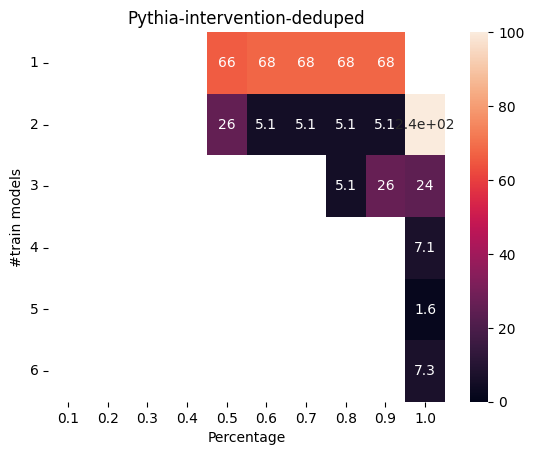 Pythia-intervention-deduped
#train models
1
66 68 68 68 68
2
26 5.1 5.1 5.1 5.1 2.4e+02
3
5.1 26 24
4
7.1
5
1.6
6
7.3
0.1 0.2 0.3 0.4 0.5 0.6 0.7 0.8 0.9 1.0
Percentage
100
80
60
40
20
0